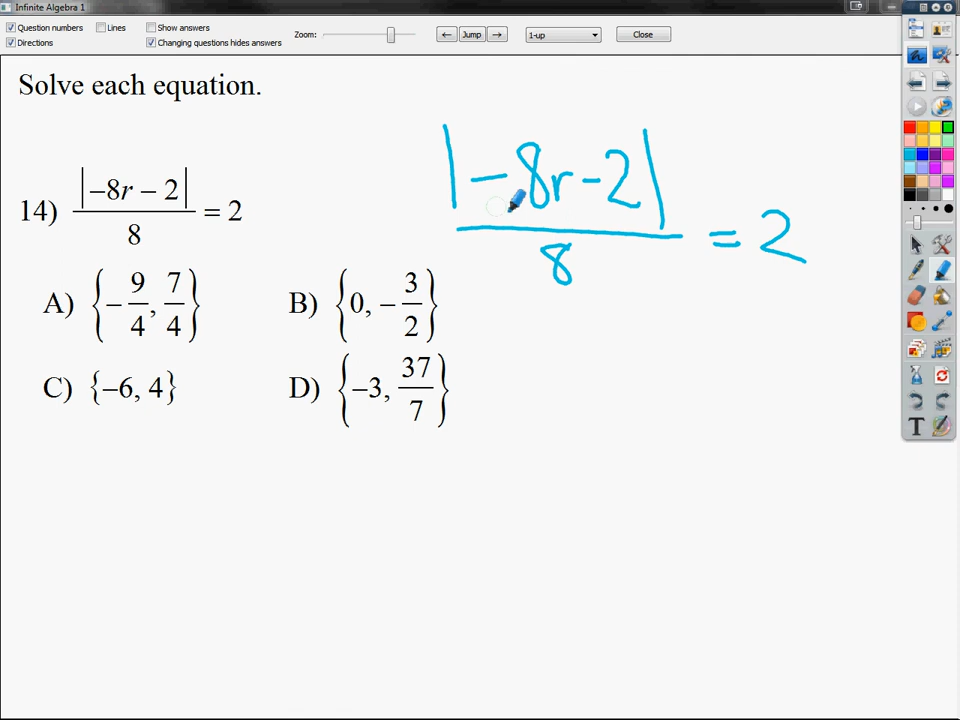 Infinite Algebra 1
Question numbers Lines Show answers
Directions Changing questions hides answers
Zoom: ← Jump → 1-up Close
Solve each equation.
14) |−8r − 2| / 8 = 2
|−8r−2| / 8 = 2
A) {−9/4, 7/4} B) {0, −3/2}
C) {−6, 4} D) {−3, 37/7}
T